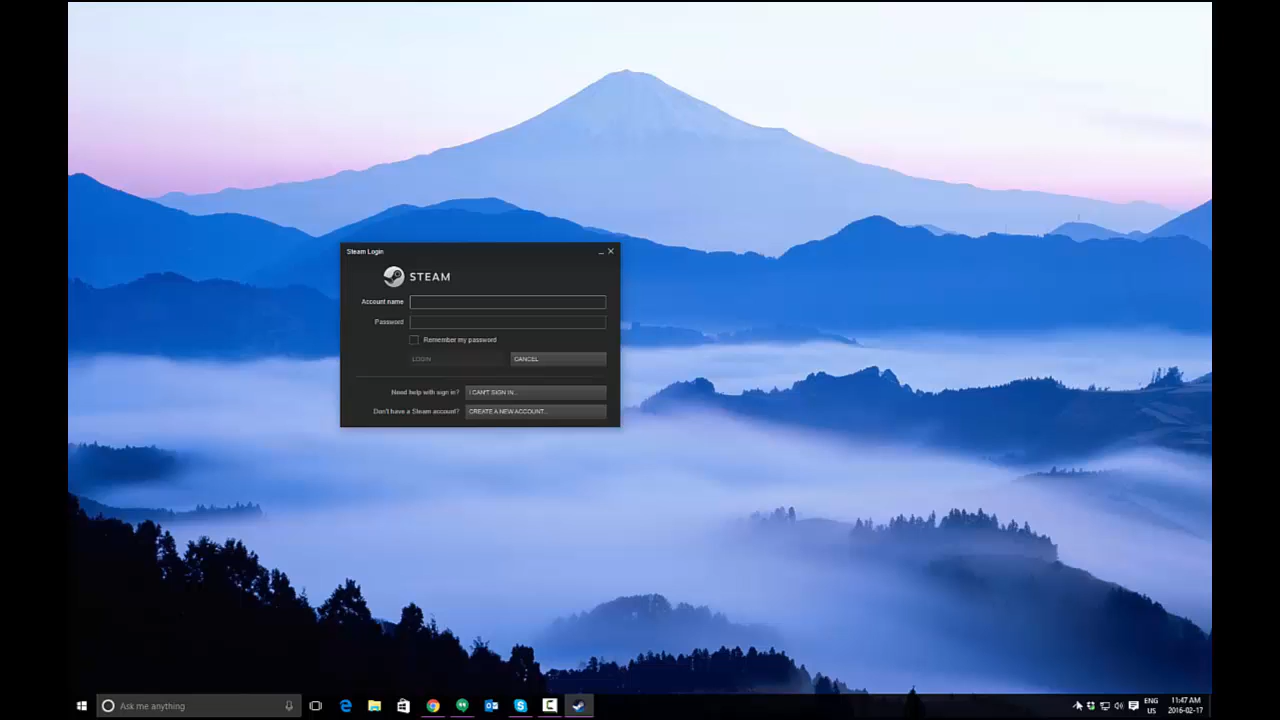 Steam Login
STEAM
Account name
Password
Remember my password
LOGIN
CANCEL
Need help with sign in?
I CAN'T SIGN IN...
Don't have a Steam account?
CREATE A NEW ACCOUNT...
Ask me anything
ENG
US
11:47 AM
2016-02-17